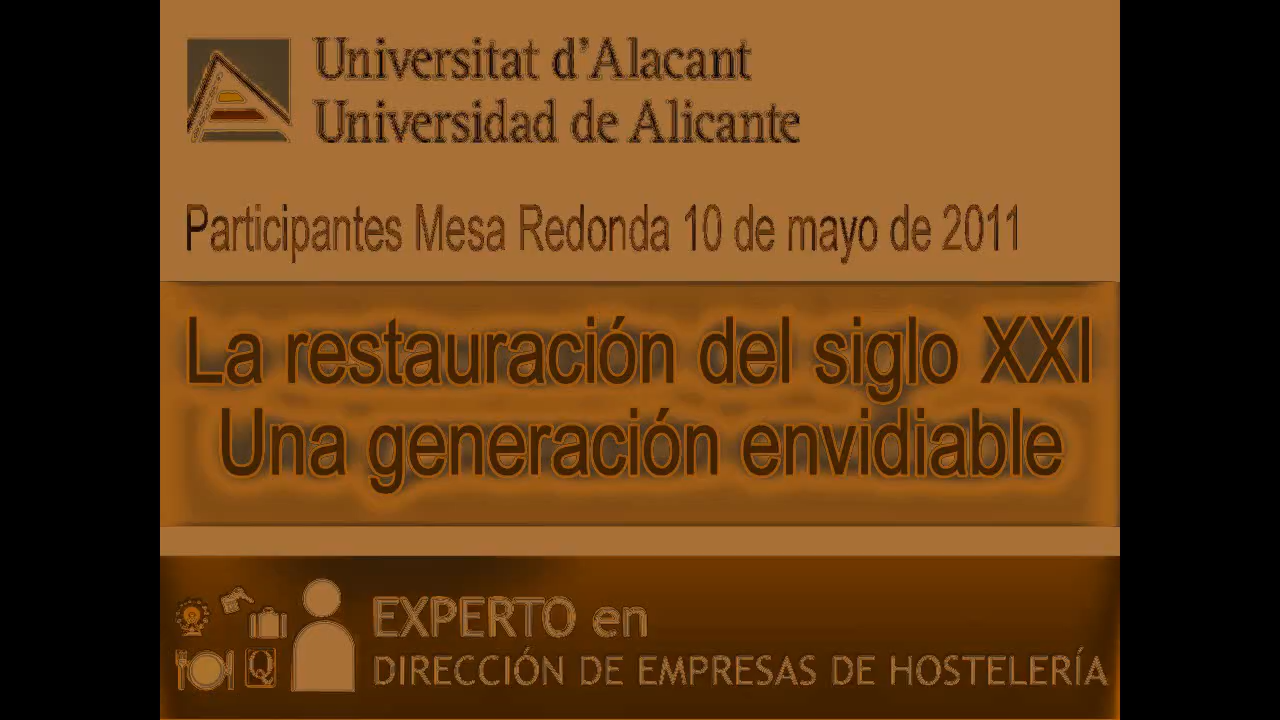 Universitat d'Alacant
Universidad de Alicante
Participantes Mesa Redonda 10 de mayo de 2011
La restauración del siglo XXI
Una generación envidiable
EXPERTO en
DIRECCIÓN DE EMPRESAS DE HOSTELERÍA
Q